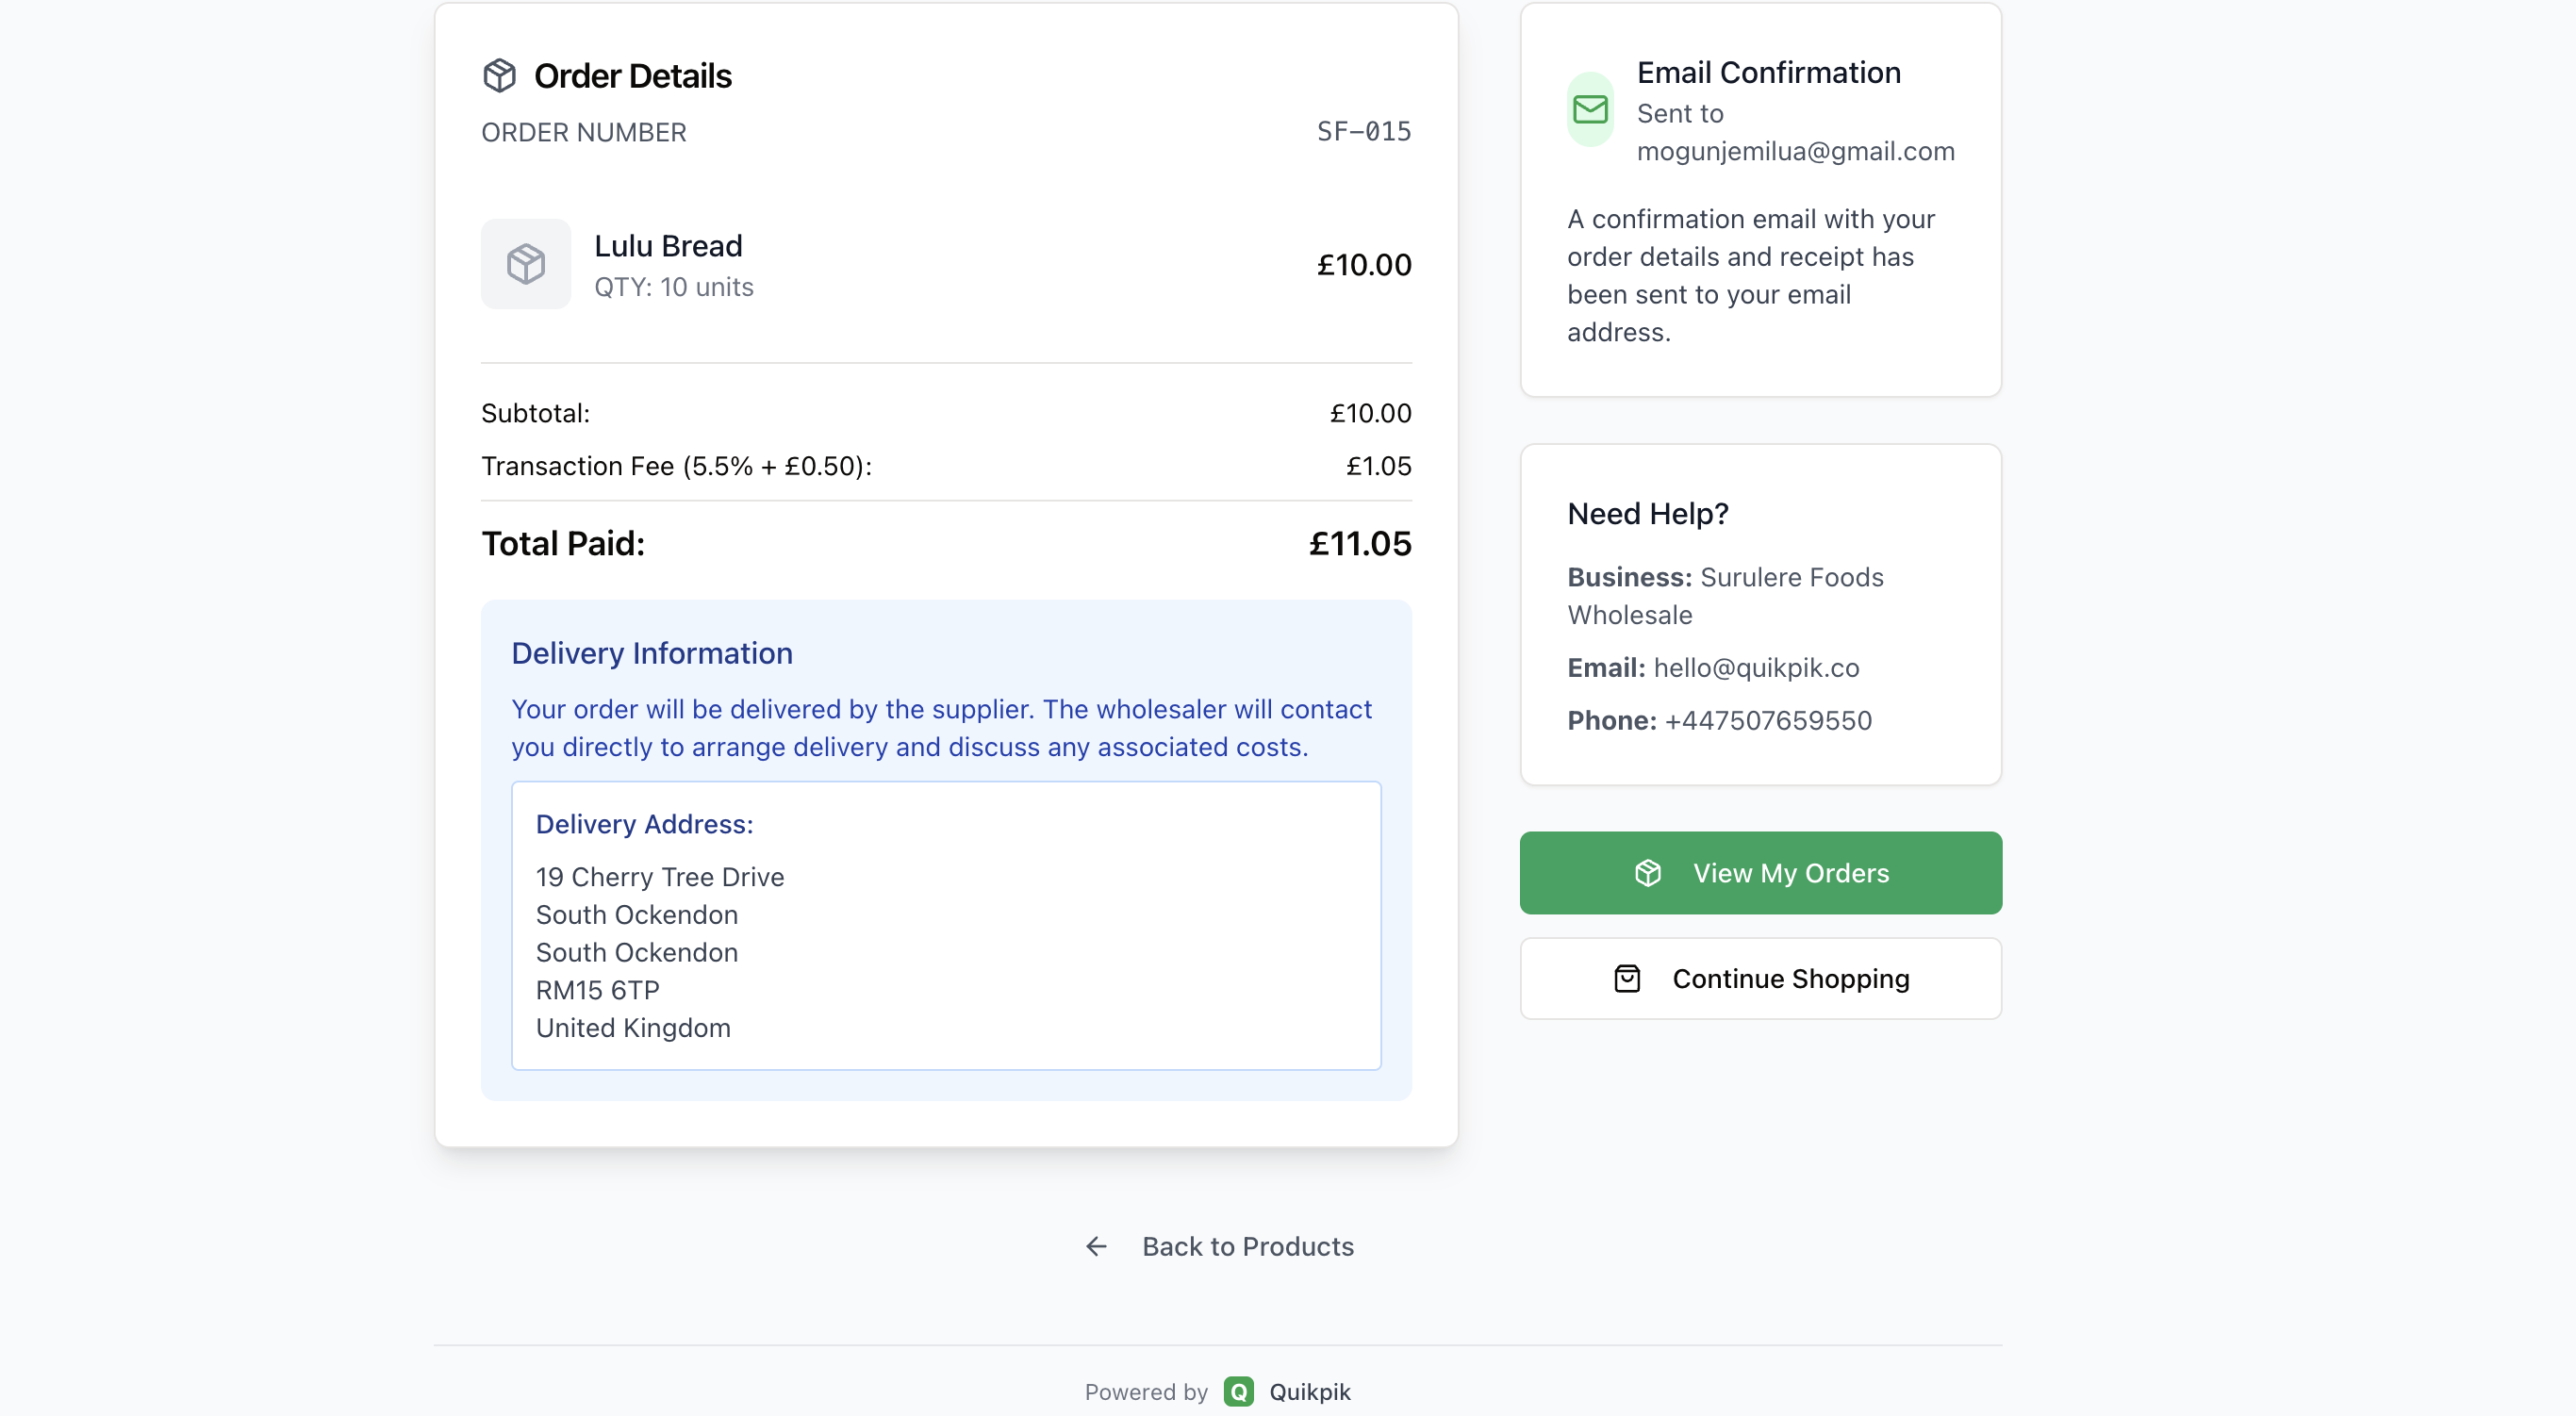 Order Details
ORDER NUMBER SF-015
Lulu Bread
QTY: 10 units
£10.00
Subtotal: £10.00
Transaction Fee (5.5% + £0.50): £1.05
Total Paid: £11.05
Delivery Information
Your order will be delivered by the supplier. The wholesaler will contact
you directly to arrange delivery and discuss any associated costs.
Delivery Address:
19 Cherry Tree Drive
South Ockendon
South Ockendon
RM15 6TP
United Kingdom
Email Confirmation
Sent to
mogunjemilua@gmail.com
A confirmation email with your
order details and receipt has
been sent to your email
address.
Need Help?
Business: Surulere Foods
Wholesale
Email: hello@quikpik.co
Phone: +447507659550
View My Orders
Continue Shopping
Back to Products
Powered by Q Quikpik